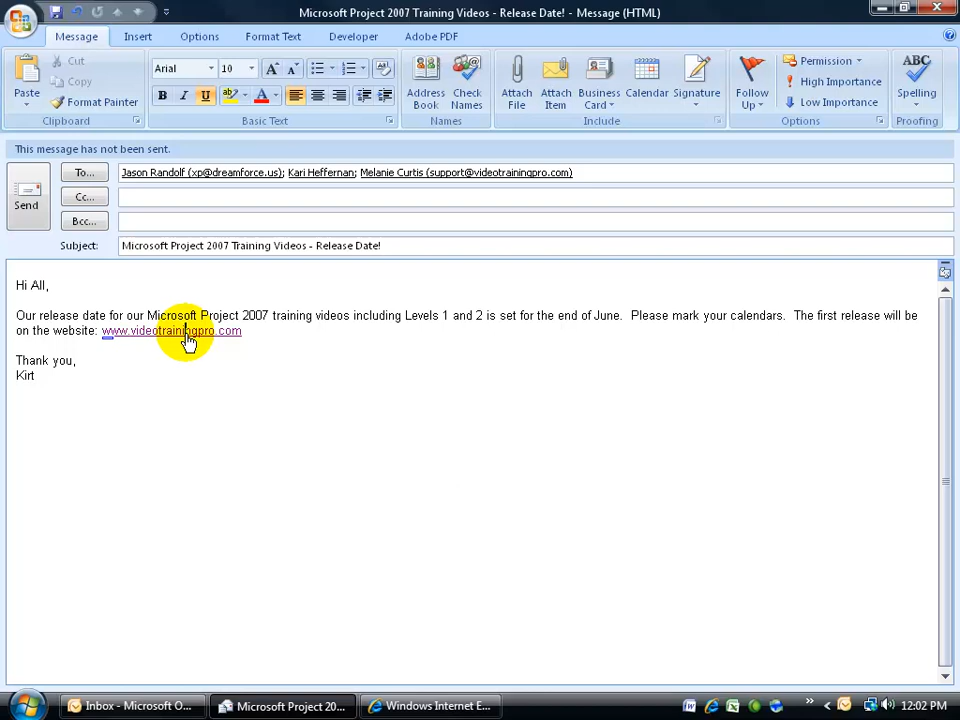 Microsoft Project 2007 Training Videos - Release Date! - Message (HTML)
Message Insert Options Format Text Developer Adobe PDF
Paste
Cut
Copy
Format Painter
Clipboard
Arial 10
B I U ab A
Basic Text
Address Book
Check Names
Names
Attach File
Attach Item
Business Card
Calendar
Signature
Include
Follow Up
Permission
High Importance
Low Importance
Options
ABC
Spelling
Proofing
This message has not been sent.
Send
To... Jason Randolf (xp@dreamforce.us); Kari Heffernan; Melanie Curtis (support@videotrainingpro.com)
Cc...
Bcc...
Subject: Microsoft Project 2007 Training Videos - Release Date!
Hi All,
Our release date for our Microsoft Project 2007 training videos including Levels 1 and 2 is set for the end of June. Please mark your calendars. The first release will be
on the website: www.videotrainingpro.com
Thank you,
Kirt
Inbox - Microsoft O... Microsoft Project 20... Windows Internet E... 12:02 PM